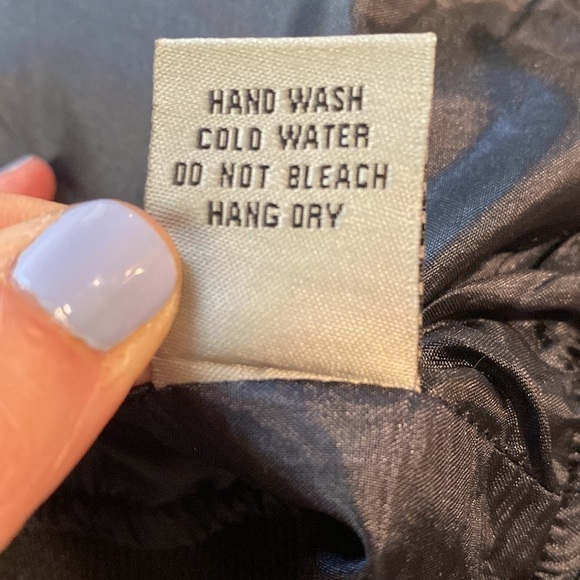 HAND WASH
COLD WATER
DO NOT BLEACH
HANG DRY